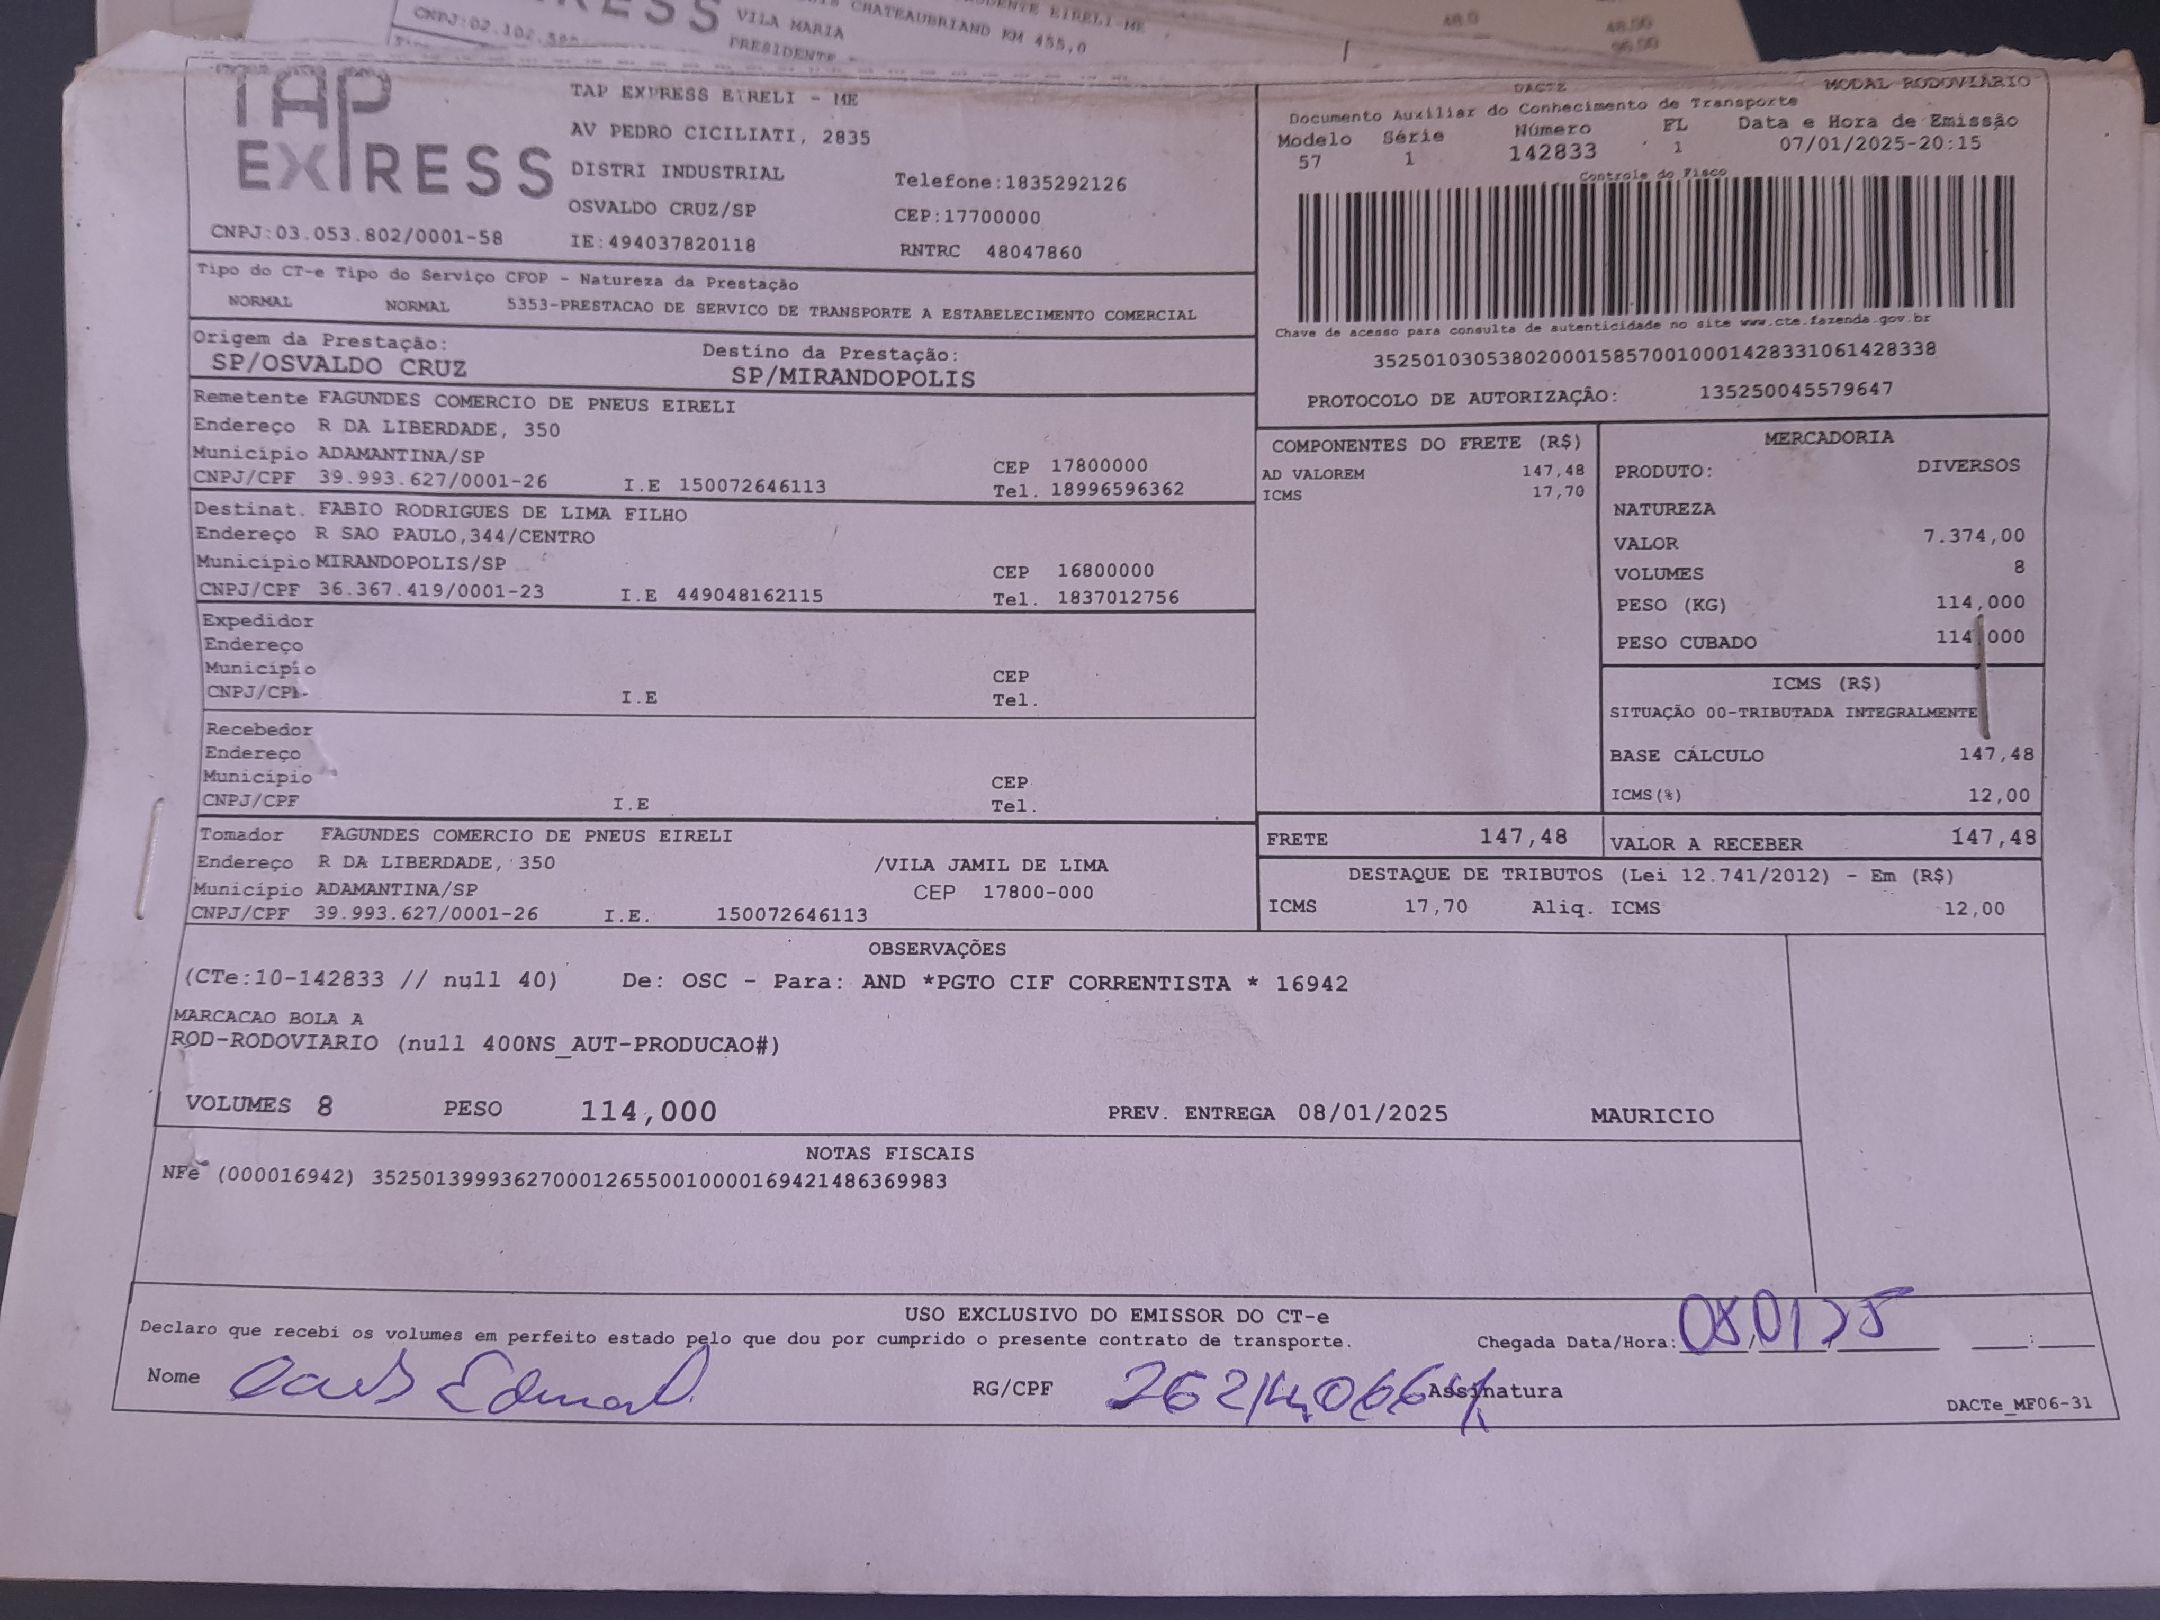 VILA MARIA
CHATEAUBRIAND KM 455,0
TAP
EXPRESS
CNPJ:03.053.802/0001-58
TAP EXPRESS EIRELI - ME
AV PEDRO CICILIATI, 2835
DISTRI INDUSTRIAL
Telefone:1835292126
OSVALDO CRUZ/SP
CEP:17700000
IE:494037820118
RNTRC 48047860
DACTE
MODAL RODOVIÁRIO
Documento Auxiliar do Conhecimento de Transporte
Modelo Série Número FL Data e Hora de Emissão
57 1 142833 1 07/01/2025-20:15
Controle do Fisco
Chave de acesso para consulta de autenticidade no site www.cte.fazenda.gov.br
35250103053802000158570010001428331061428338
PROTOCOLO DE AUTORIZAÇÂO: 135250045579647
Tipo do CT-e Tipo do Serviço CFOP - Natureza da Prestação
NORMAL NORMAL 5353-PRESTACAO DE SERVICO DE TRANSPORTE A ESTABELECIMENTO COMERCIAL
Origem da Prestação:
SP/OSVALDO CRUZ
Destino da Prestação:
SP/MIRANDOPOLIS
Remetente FAGUNDES COMERCIO DE PNEUS EIRELI
Endereço R DA LIBERDADE, 350
Município ADAMANTINA/SP
CEP 17800000
CNPJ/CPF 39.993.627/0001-26 I.E 150072646113 Tel. 18996596362
Destinat. FABIO RODRIGUES DE LIMA FILHO
Endereço R SAO PAULO,344/CENTRO
Município MIRANDOPOLIS/SP
CEP 16800000
CNPJ/CPF 36.367.419/0001-23 I.E 449048162115 Tel. 1837012756
Expedidor
Endereço
Município
CEP
CNPJ/CPF I.E Tel.
Recebedor
Endereço
Município
CEP
CNPJ/CPF I.E Tel.
Tomador FAGUNDES COMERCIO DE PNEUS EIRELI
Endereço R DA LIBERDADE, 350 /VILA JAMIL DE LIMA
Município ADAMANTINA/SP CEP 17800-000
CNPJ/CPF 39.993.627/0001-26 I.E. 150072646113
COMPONENTES DO FRETE (R$)
AD VALOREM 147,48
ICMS 17,70
MERCADORIA
PRODUTO: DIVERSOS
NATUREZA
VALOR 7.374,00
VOLUMES 8
PESO (KG) 114,000
PESO CUBADO 114,000
ICMS (R$)
SITUAÇÃO 00-TRIBUTADA INTEGRALMENTE
BASE CÁLCULO 147,48
ICMS(%) 12,00
FRETE 147,48 VALOR A RECEBER 147,48
DESTAQUE DE TRIBUTOS (Lei 12.741/2012) - Em (R$)
ICMS 17,70 Aliq. ICMS 12,00
OBSERVAÇÕES
(CTe:10-142833 // null 40) De: OSC - Para: AND *PGTO CIF CORRENTISTA * 16942
MARCACAO BOLA A
ROD-RODOVIARIO (null 400NS_AUT-PRODUCAO#)
VOLUMES 8 PESO 114,000 PREV. ENTREGA 08/01/2025 MAURICIO
NOTAS FISCAIS
NFe (000016942) 35250139993627000126550010000169421486369983
USO EXCLUSIVO DO EMISSOR DO CT-e
Declaro que recebi os volumes em perfeito estado pelo que dou por cumprido o presente contrato de transporte.
Chegada Data/Hora: 08/01/25
Nome
RG/CPF
Assinatura
DACTe_MF06-31